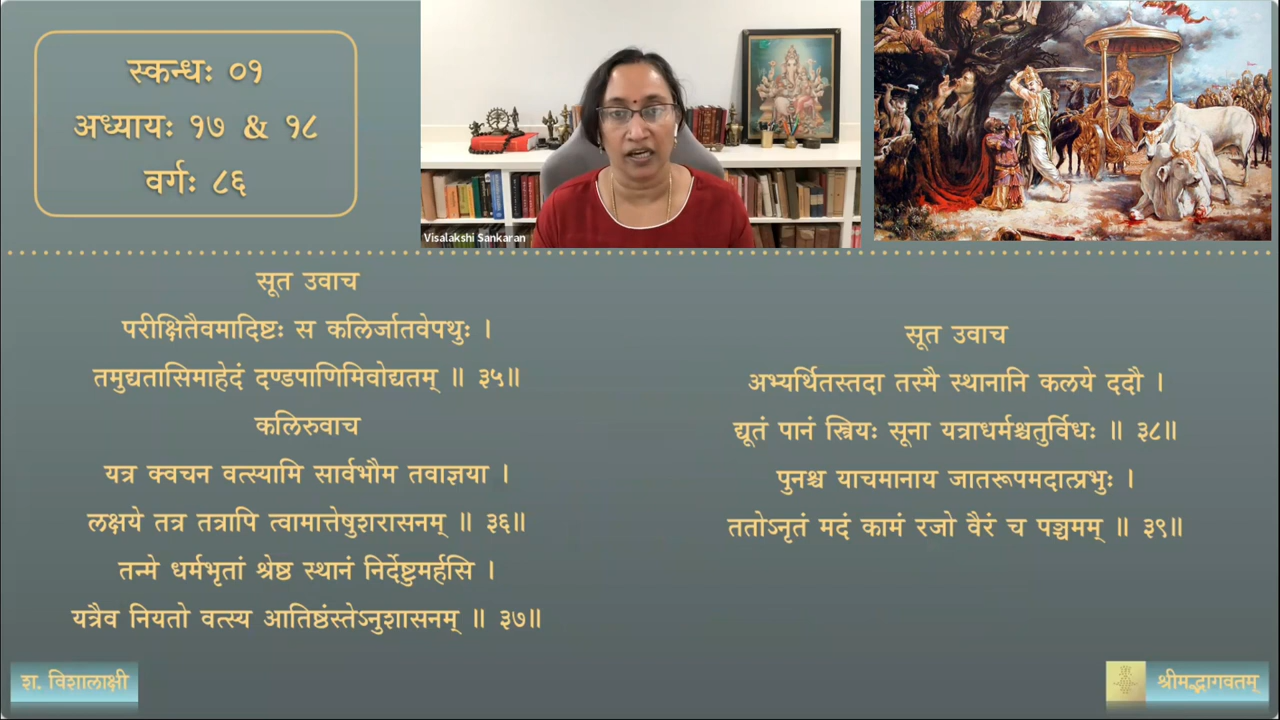 स्कन्धः ०१
अध्यायः १७ & १८
वर्गः ८६
Visalakshi Sankaran
सूत उवाच
परीक्षितैवमादिष्टः स कलिर्जातवेपथुः ।
तमुद्यतासिमाहेदं दण्डपाणिमिवोद्यतम् ॥ ३५॥
कलिरुवाच
यत्र क्वचन वत्स्यामि सार्वभौम तवाज्ञया ।
लक्षये तत्र तत्रापि त्वामात्तेषुशरासनम् ॥ ३६॥
तन्मे धर्मभृतां श्रेष्ठ स्थानं निर्देष्टुमर्हसि ।
यत्रैव नियतो वत्स्य आतिष्ठंस्तेऽनुशासनम् ॥ ३७॥
सूत उवाच
अभ्यर्थितस्तदा तस्मै स्थानानि कलये ददौ ।
द्यूतं पानं स्त्रियः सूना यत्राधर्मश्चतुर्विधः ॥ ३८॥
पुनश्च याचमानाय जातरूपमदात्प्रभुः ।
ततोऽनृतं मदं कामं रजो वैरं च पञ्चमम् ॥ ३९॥
श. विशालाक्षी
श्रीमद्भागवतम्